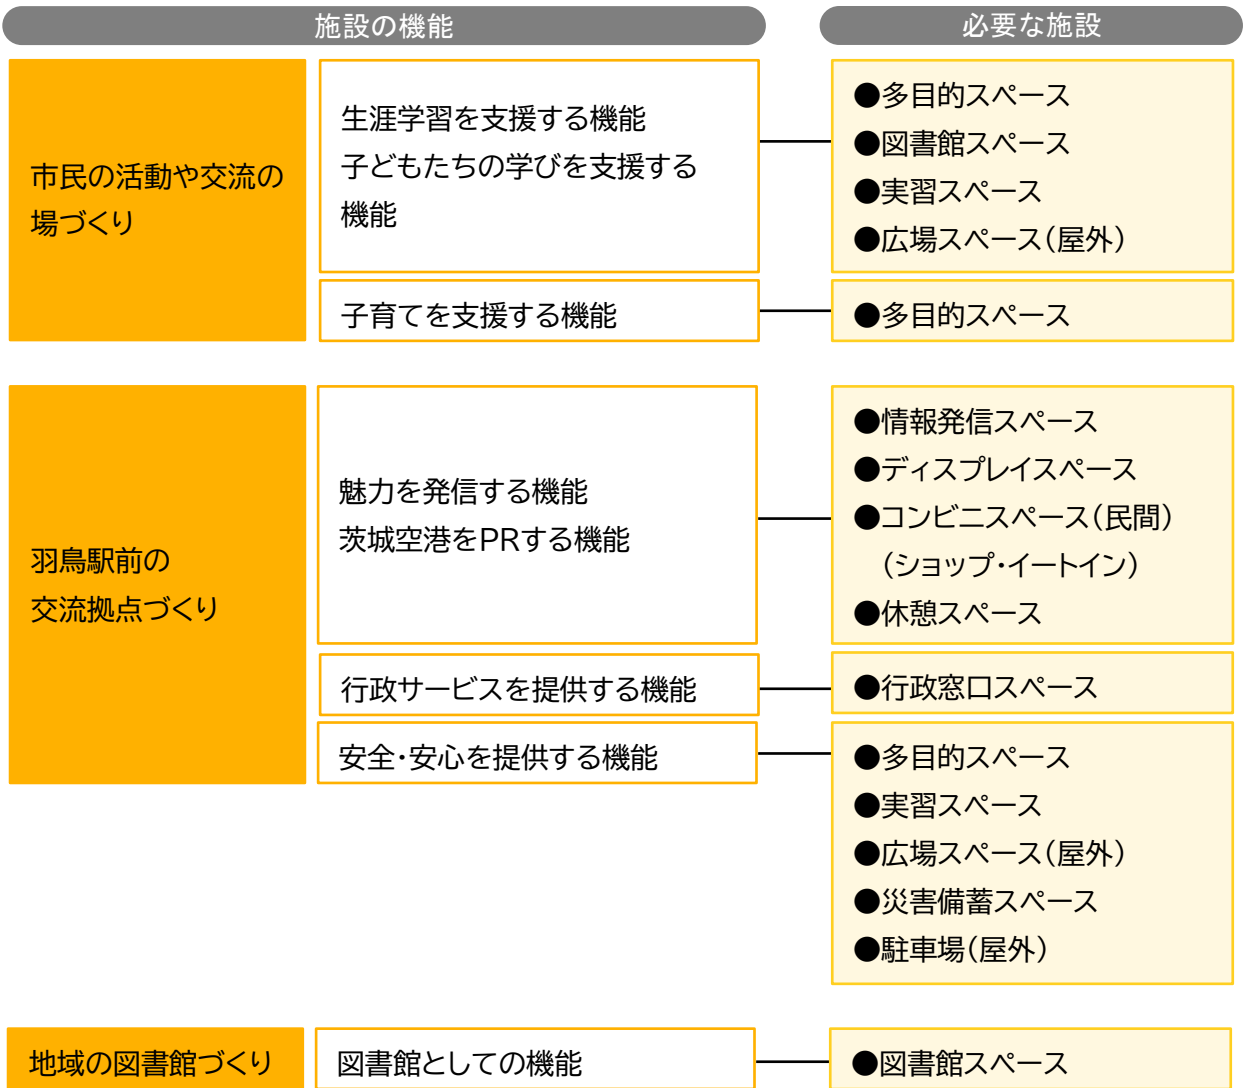 施設の機能
必要な施設
市民の活動や交流の
場づくり
生涯学習を支援する機能
子どもたちの学びを支援する
機能
●多目的スペース
●図書館スペース
●実習スペース
●広場スペース(屋外)
子育てを支援する機能
●多目的スペース
羽鳥駅前の
交流拠点づくり
魅力を発信する機能
茨城空港をPRする機能
●情報発信スペース
●ディスプレイスペース
●コンビニスペース(民間)
(ショップ・イートイン)
●休憩スペース
行政サービスを提供する機能
●行政窓口スペース
安全・安心を提供する機能
●多目的スペース
●実習スペース
●広場スペース(屋外)
●災害備蓄スペース
●駐車場(屋外)
地域の図書館づくり
図書館としての機能
●図書館スペース